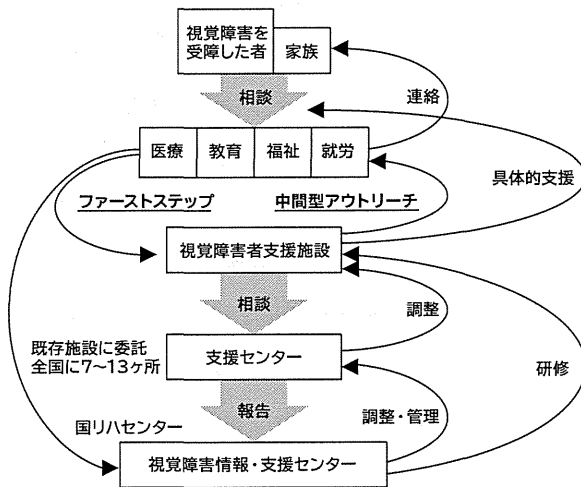 視覚障害を
受障した者
家族
相談
連絡
医療 教育 福祉 就労
具体的支援
ファーストステップ
中間型アウトリーチ
視覚障害者支援施設
相談
調整
既存施設に委託
全国に7〜13ヶ所
支援センター
研修
報告
調整・管理
国リハセンター
視覚障害情報・支援センター